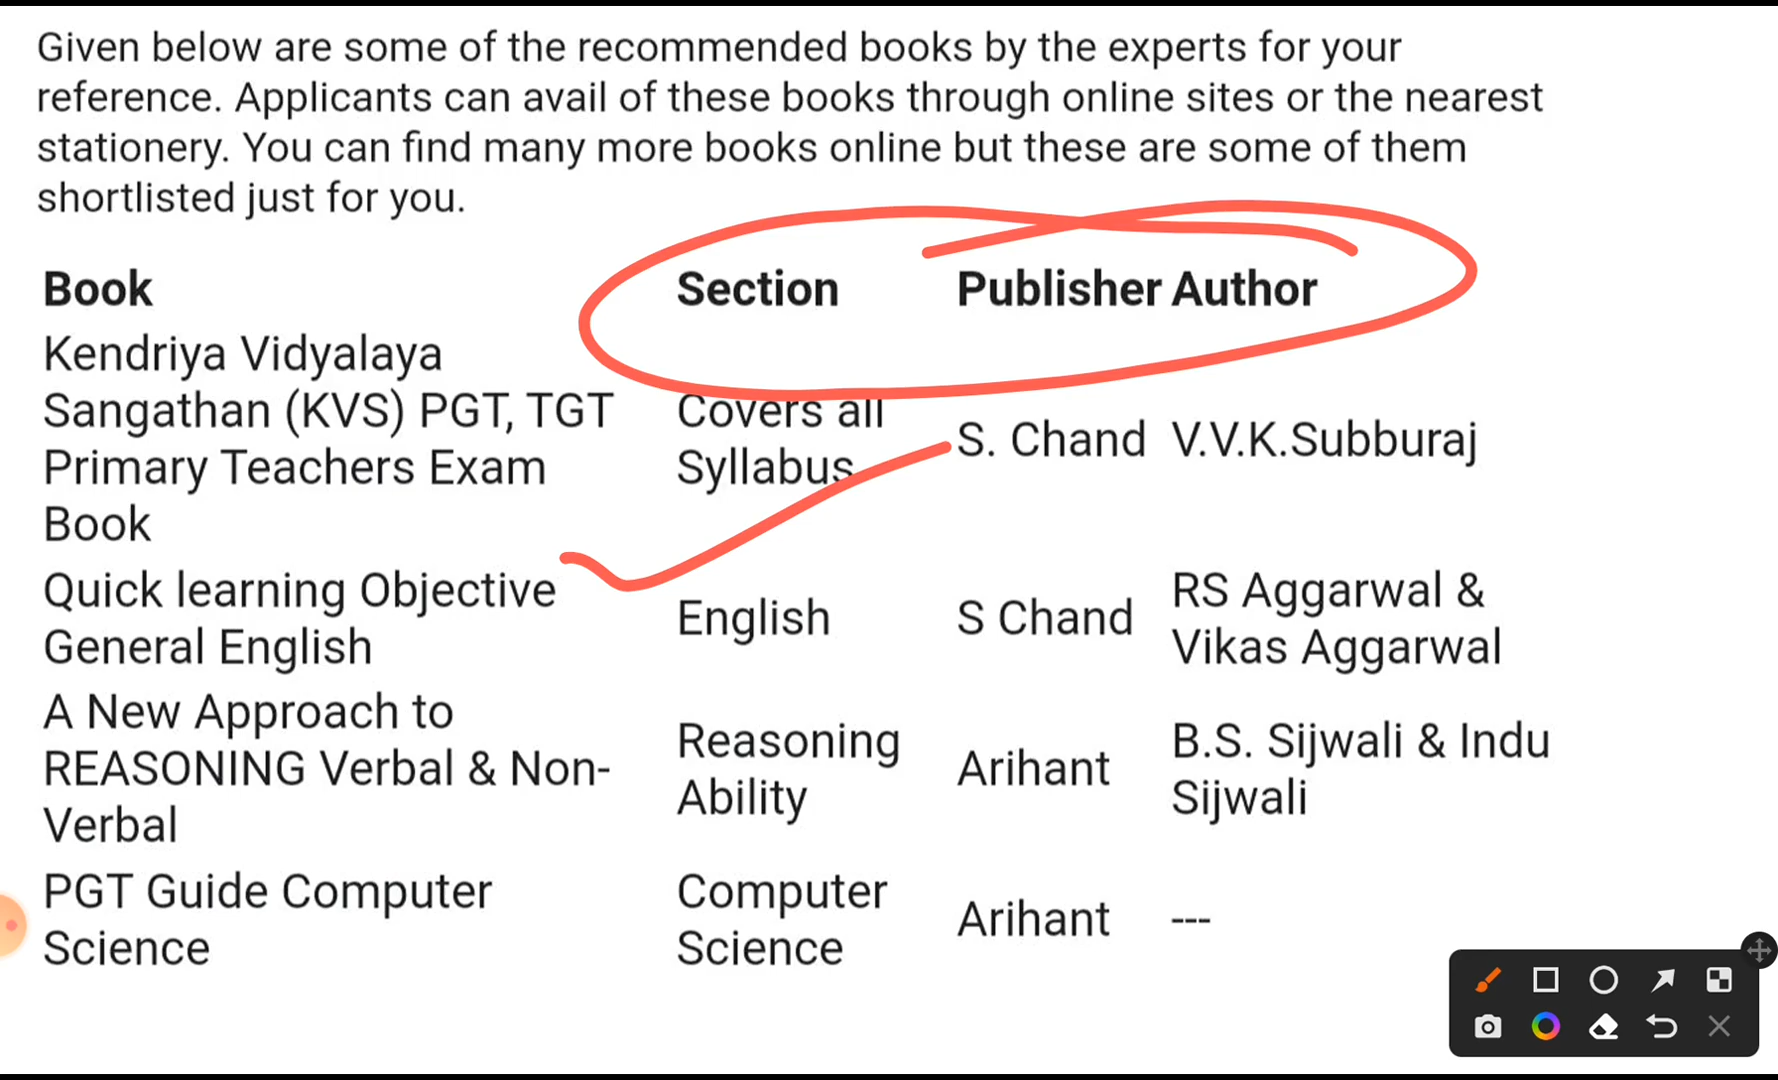 Given below are some of the recommended books by the experts for your
reference. Applicants can avail of these books through online sites or the nearest
stationery. You can find many more books online but these are some of them
shortlisted just for you.
Book Section Publisher Author
Kendriya Vidyalaya
Sangathan (KVS) PGT, TGT
Primary Teachers Exam
Book
Covers all
Syllabus
S. Chand
V.V.K.Subburaj
Quick learning Objective
General English
English
S Chand
RS Aggarwal &
Vikas Aggarwal
A New Approach to
REASONING Verbal & Non-
Verbal
Reasoning
Ability
Arihant
B.S. Sijwali & Indu
Sijwali
PGT Guide Computer
Science
Computer
Science
Arihant
---